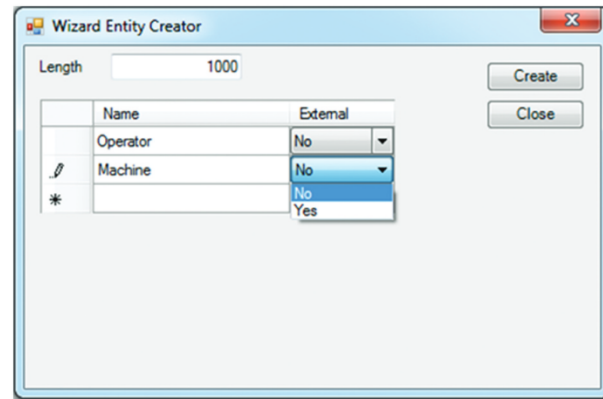 Wizard Entity Creator
Length 1000
Create
Name External
Close
Operator No
Machine No
No
Yes